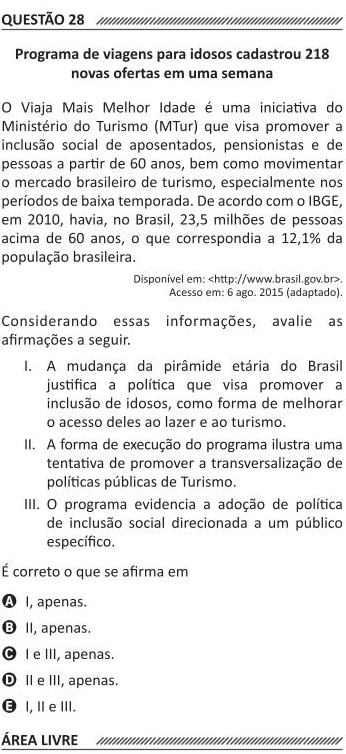 QUESTÃO 28
Programa de viagens para idosos cadastrou 218
novas ofertas em uma semana
O Viaja Mais Melhor Idade é uma iniciativa do
Ministério do Turismo (MTur) que visa promover a
inclusão social de aposentados, pensionistas e de
pessoas a partir de 60 anos, bem como movimentar
o mercado brasileiro de turismo, especialmente nos
períodos de baixa temporada. De acordo com o IBGE,
em 2010, havia, no Brasil, 23,5 milhões de pessoas
acima de 60 anos, o que correspondia a 12,1% da
população brasileira.
Disponível em: <http://www.brasil.gov.br>.
Acesso em: 6 ago. 2015 (adaptado).
Considerando essas informações, avalie as
afirmações a seguir.
I. A mudança da pirâmide etária do Brasil
justifica a política que visa promover a
inclusão de idosos, como forma de melhorar
o acesso deles ao lazer e ao turismo.
II. A forma de execução do programa ilustra uma
tentativa de promover a transversalização de
políticas públicas de Turismo.
III. O programa evidencia a adoção de política
de inclusão social direcionada a um público
específico.
É correto o que se afirma em
A I, apenas.
B II, apenas.
C I e III, apenas.
D II e III, apenas.
E I, II e III.
ÁREA LIVRE